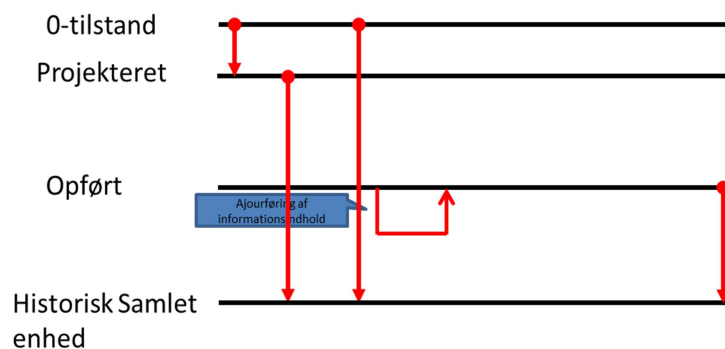 0-tilstand
Projekteret
Opført
Ajourføring af
informationsindhold
Historisk Samlet
enhed